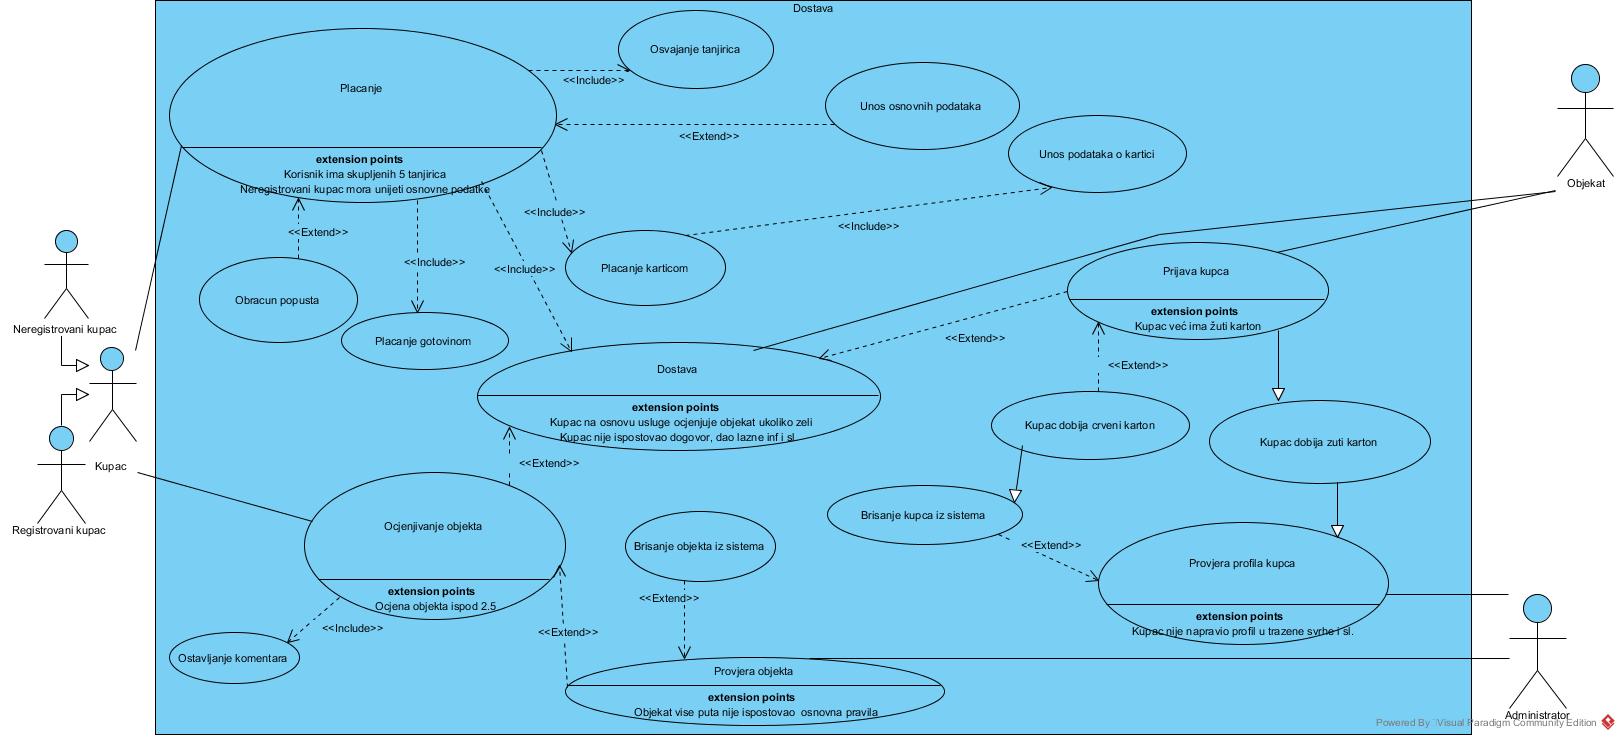 Dostava
Osvajanje tanjirica
Placanje
<<Include>>
Unos osnovnih podataka
<<Extend>>
Unos podataka o kartici
extension points
Korisnik ima skupljenih 5 tanjirica
Neregistrovani kupac mora unijeti osnovne podatke
Objekat
<<Include>>
<<Include>>
<<Extend>>
<<Include>>
<<Include>>
Placanje karticom
Prijava kupca
Obracun popusta
extension points
Kupac već ima žuti karton
Neregistrovani kupac
Placanje gotovinom
<<Extend>>
<<Extend>>
Dostava
extension points
Kupac na osnovu usluge ocjenjuje objekat ukoliko zeli
Kupac nije ispostovao dogovor, dao lazne inf i sl.
Kupac dobija crveni karton
Kupac dobija zuti karton
Kupac
<<Extend>>
Registrovani kupac
Ocjenjivanje objekta
Brisanje kupca iz sistema
Brisanje objekta iz sistema
<<Extend>>
Provjera profila kupca
extension points
Ocjena objekta ispod 2.5
<<Extend>>
extension points
Kupac nije napravio profil u trazene svrhe i sl.
<<Include>>
<<Extend>>
Ostavljanje komentara
Provjera objekta
extension points
Objekat vise puta nije ispostovao osnovna pravila
Administrator
Powered By Visual Paradigm Community Edition